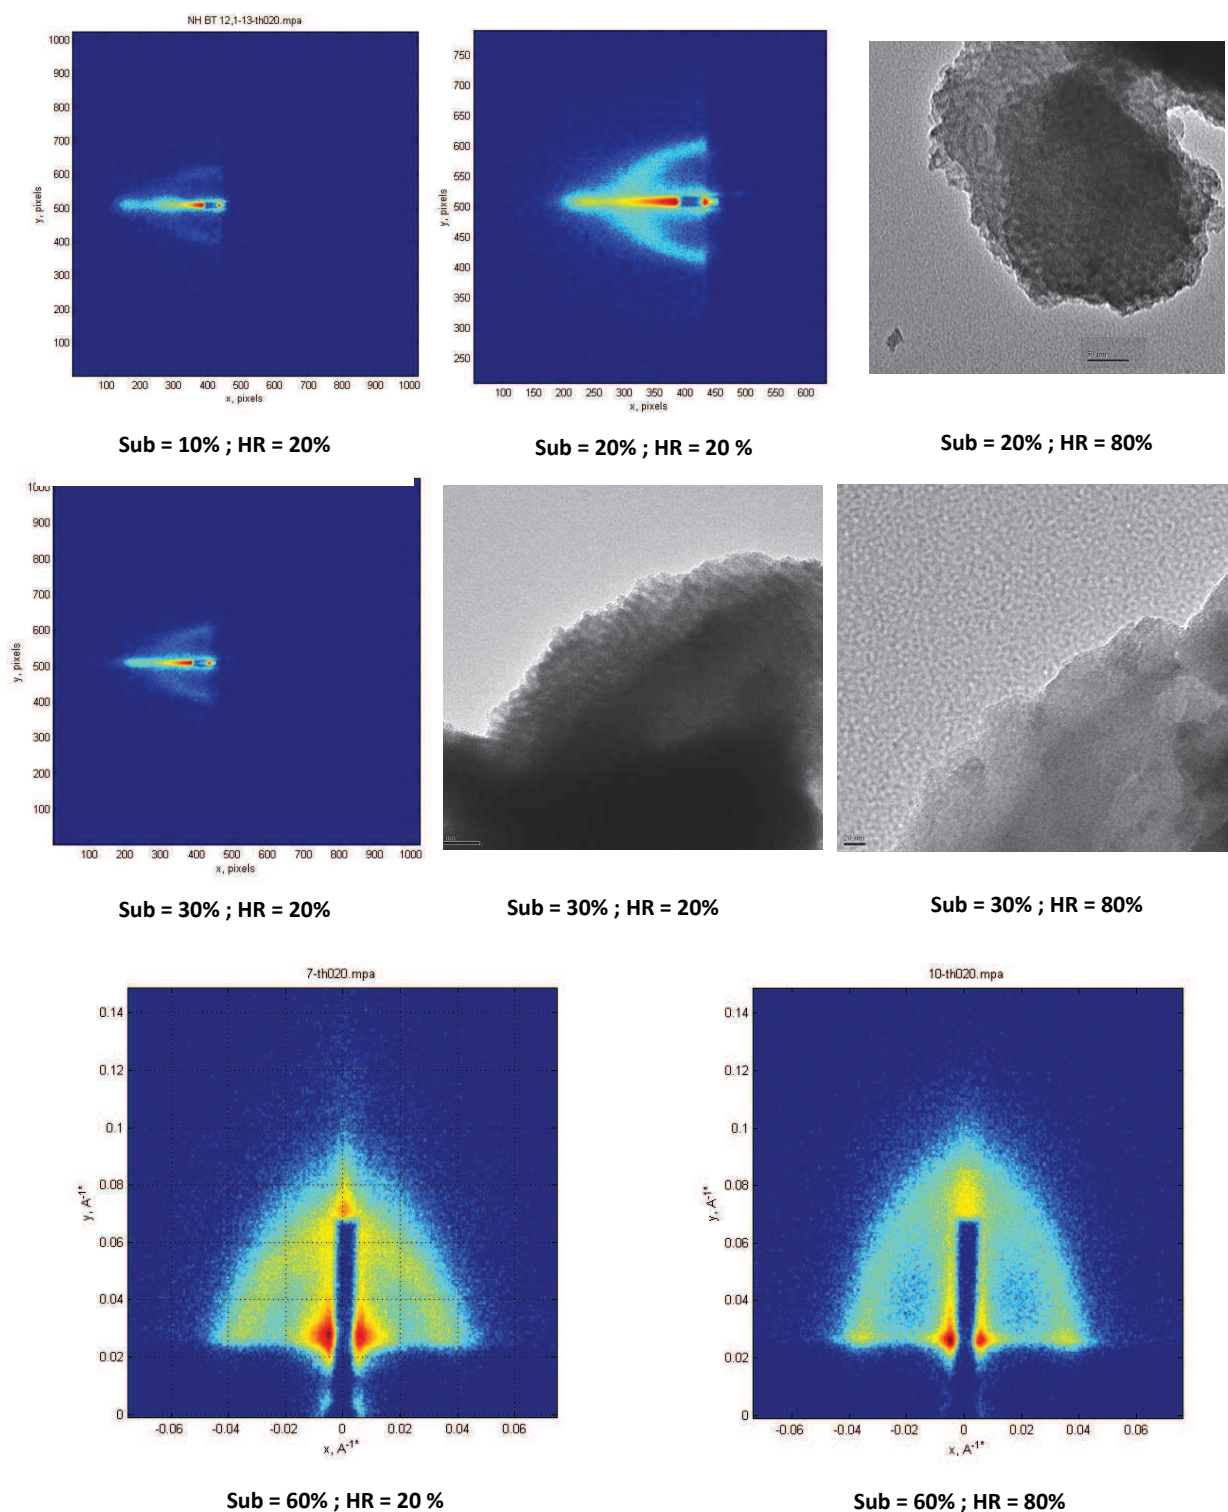 NH BT 12,1-13-th020.mpa
1000
900
800
700
600
500
400
300
200
100
y, pixels
100 200 300 400 500 600 700 800 900 1000
x, pixels
750
700
650
600
550
500
450
400
350
300
250
y, pixels
100 150 200 250 300 350 400 450 500 550 600
x, pixels
50 nm
Sub = 10% ; HR = 20%
Sub = 20% ; HR = 20 %
Sub = 20% ; HR = 80%
900
800
700
600
500
400
300
200
100
y, pixels
100 200 300 400 500 600 700 800 900 1000
x, pixels
20 nm
Sub = 30% ; HR = 20%
Sub = 30% ; HR = 20%
Sub = 30% ; HR = 80%
7-th020.mpa
0.14
0.12
0.1
0.08
0.06
0.04
0.02
0
y, A⁻¹*
-0.06 -0.04 -0.02 0 0.02 0.04 0.06
x, A⁻¹*
10-th020.mpa
0.14
0.12
0.1
0.08
0.06
0.04
0.02
0
y, A⁻¹*
-0.06 -0.04 -0.02 0 0.02 0.04 0.06
x, A⁻¹*
Sub = 60% ; HR = 20 %
Sub = 60% ; HR = 80%